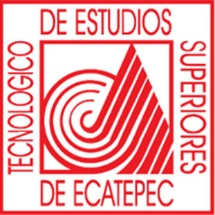 TECNOLOGICO
DE ESTUDIOS
SUPERIORES
DE ECATEPEC